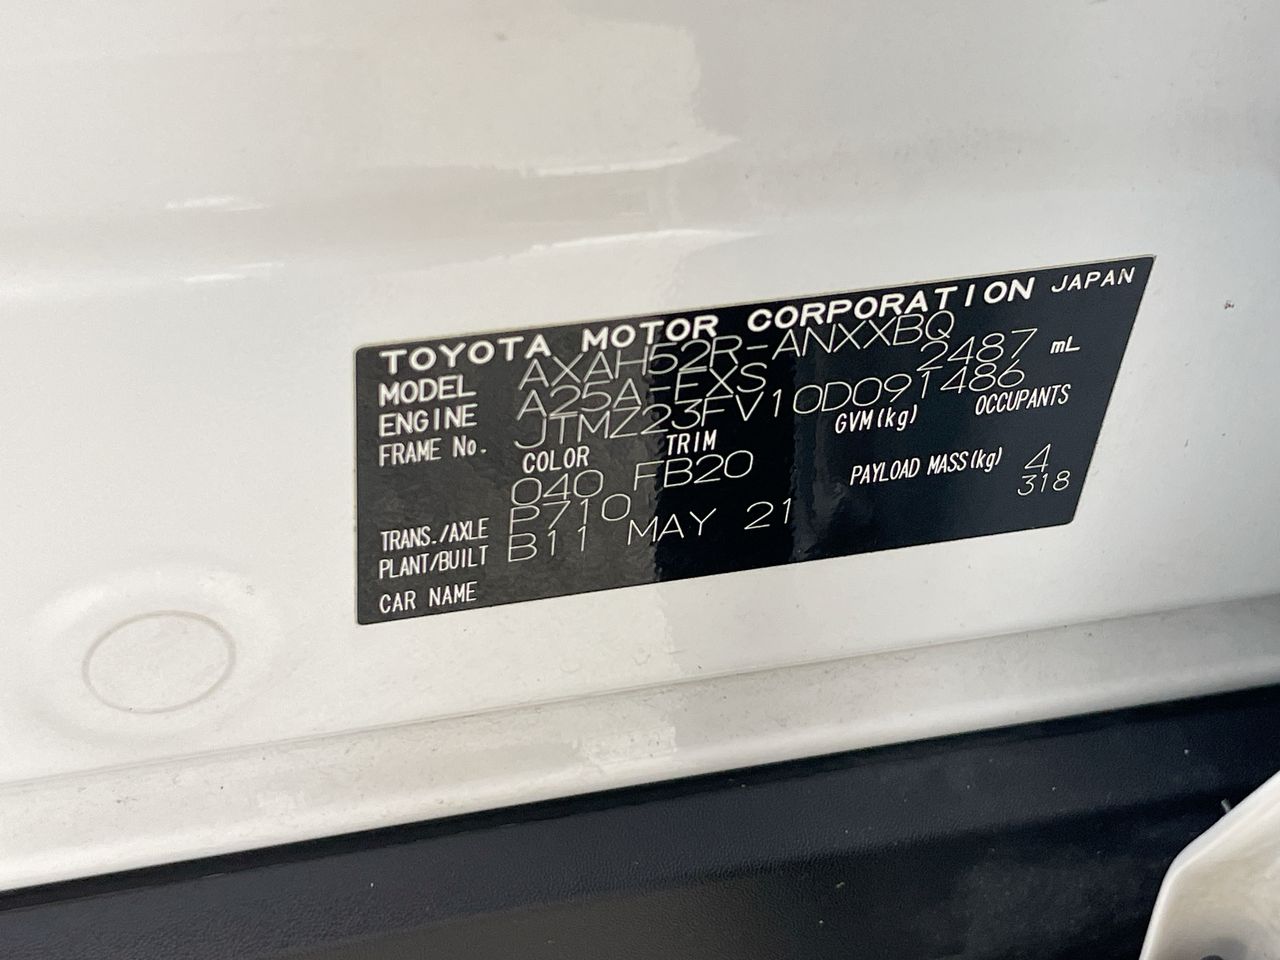 TOYOTA MOTOR CORPORATION JAPAN
MODEL AXAH52R-ANXXBQ
ENGINE A25A-FXS 2487 mL
FRAME No. JTMZ23FV10D091486
COLOR TRIM GVM(kg) OCCUPANTS
040 FB20 4
TRANS./AXLE P710 PAYLOAD MASS(kg) 318
PLANT/BUILT B11 MAY 21
CAR NAME